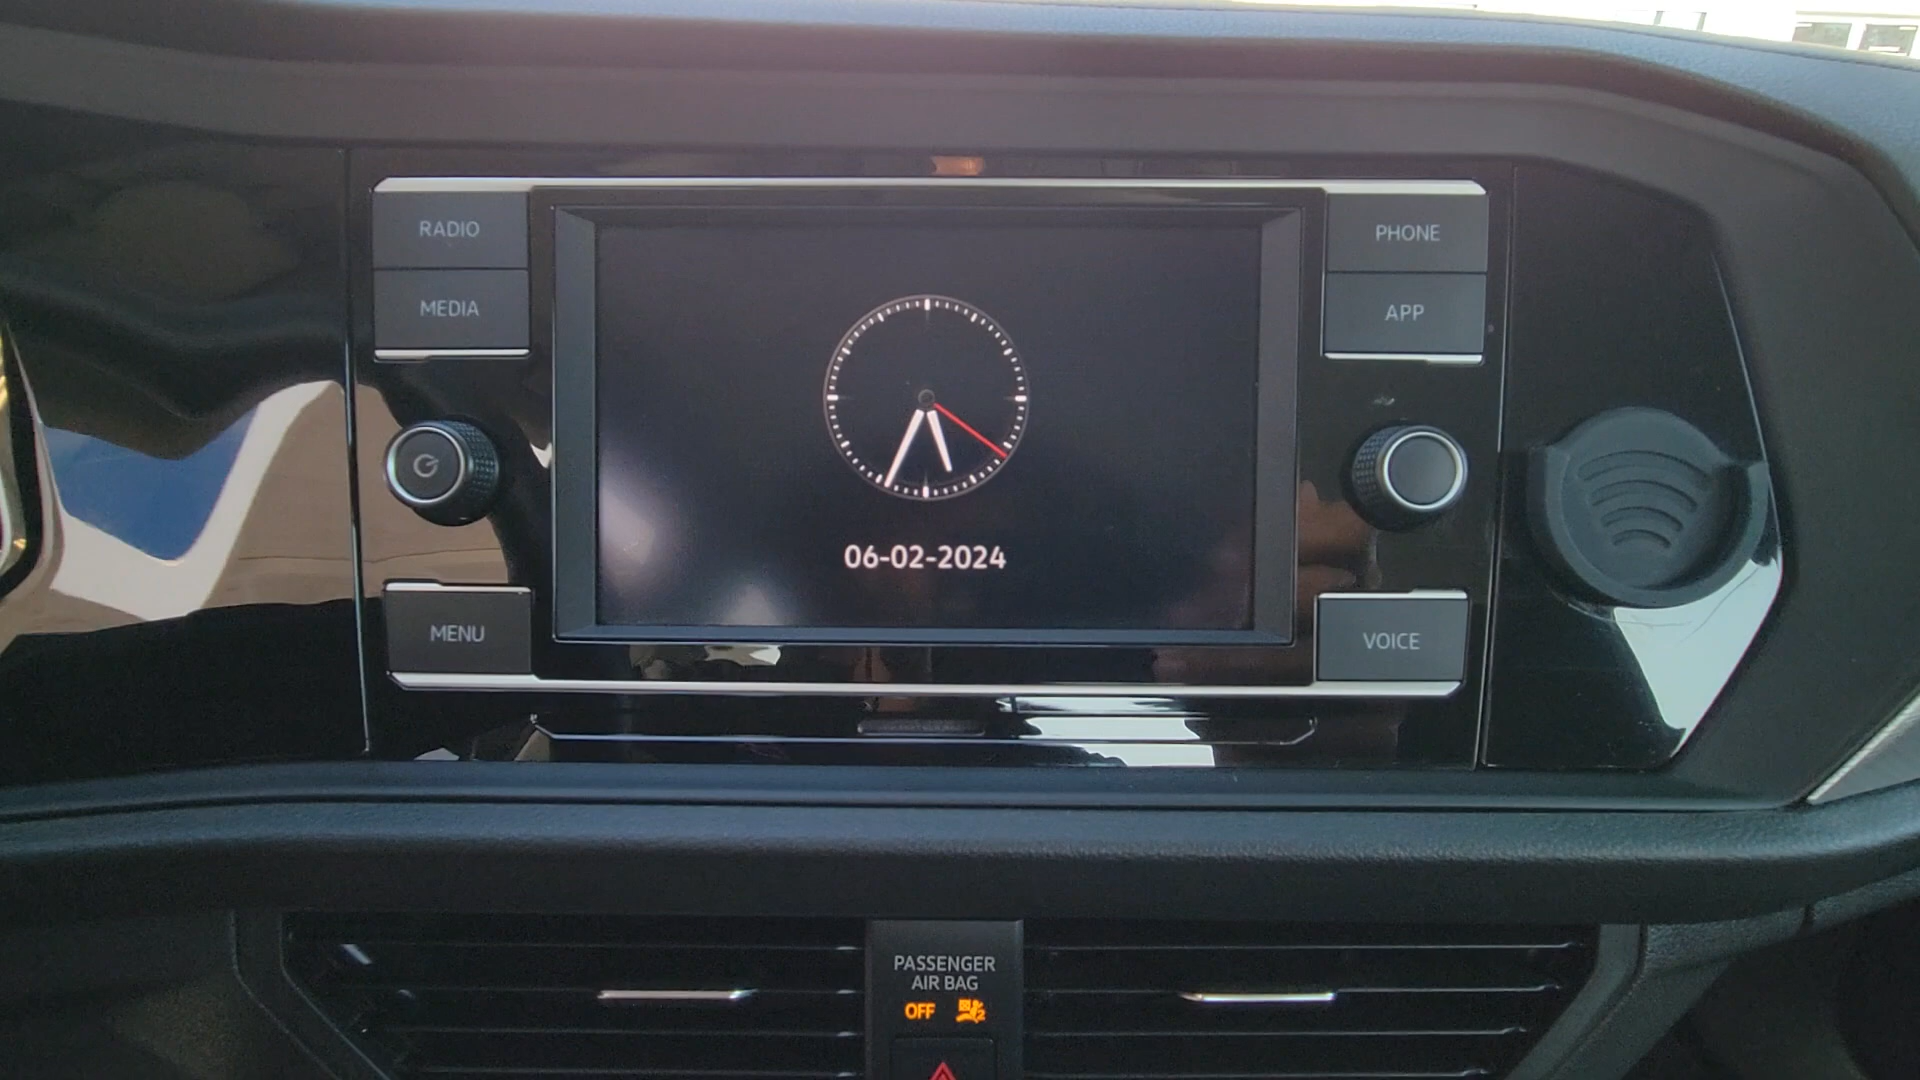 RADIO
MEDIA
MENU
06-02-2024
PHONE
APP
VOICE
PASSENGER
AIR BAG
OFF